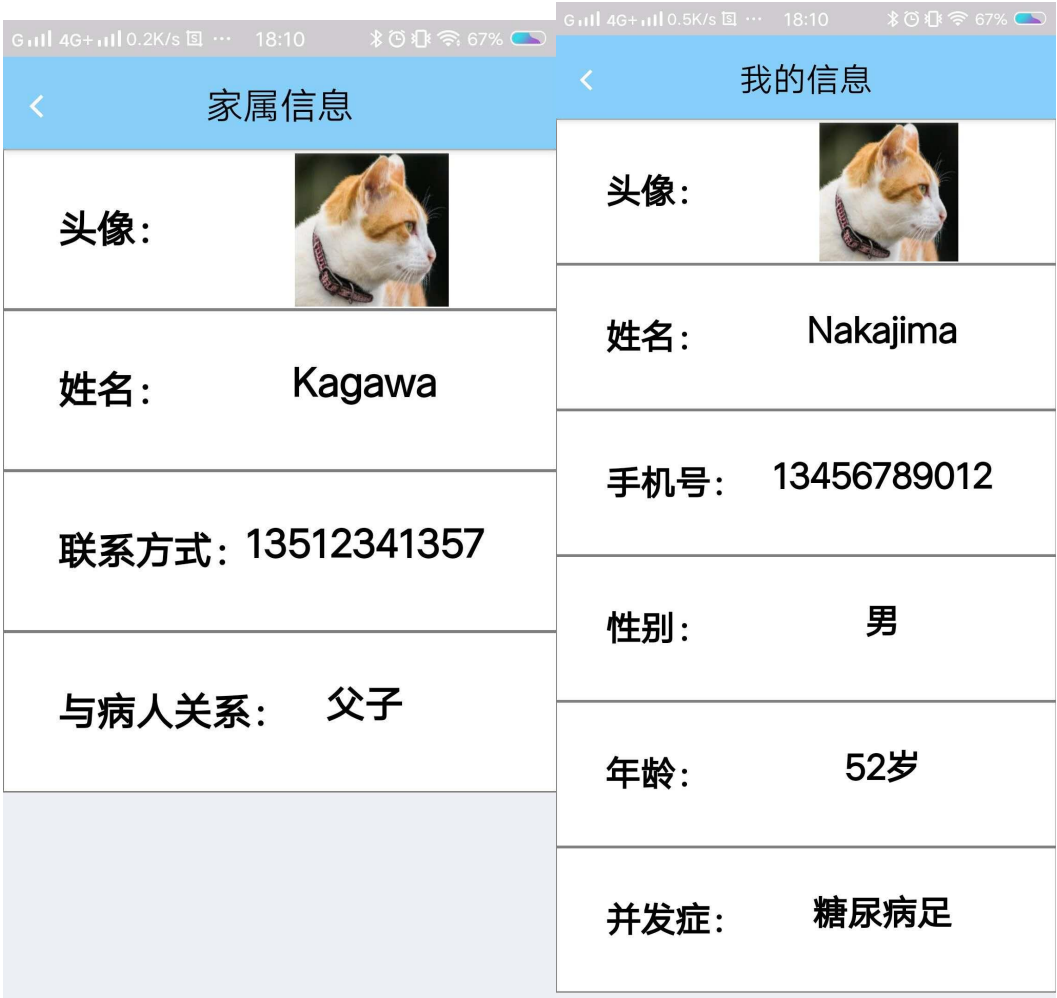 G 4G+ 0.2K/s ··· 18:10 67%
家属信息
头像：
姓名： Kagawa
联系方式： 13512341357
与病人关系： 父子
G 4G+ 0.5K/s ··· 18:10 67%
我的信息
头像：
姓名： Nakajima
手机号： 13456789012
性别： 男
年龄： 52岁
并发症： 糖尿病足